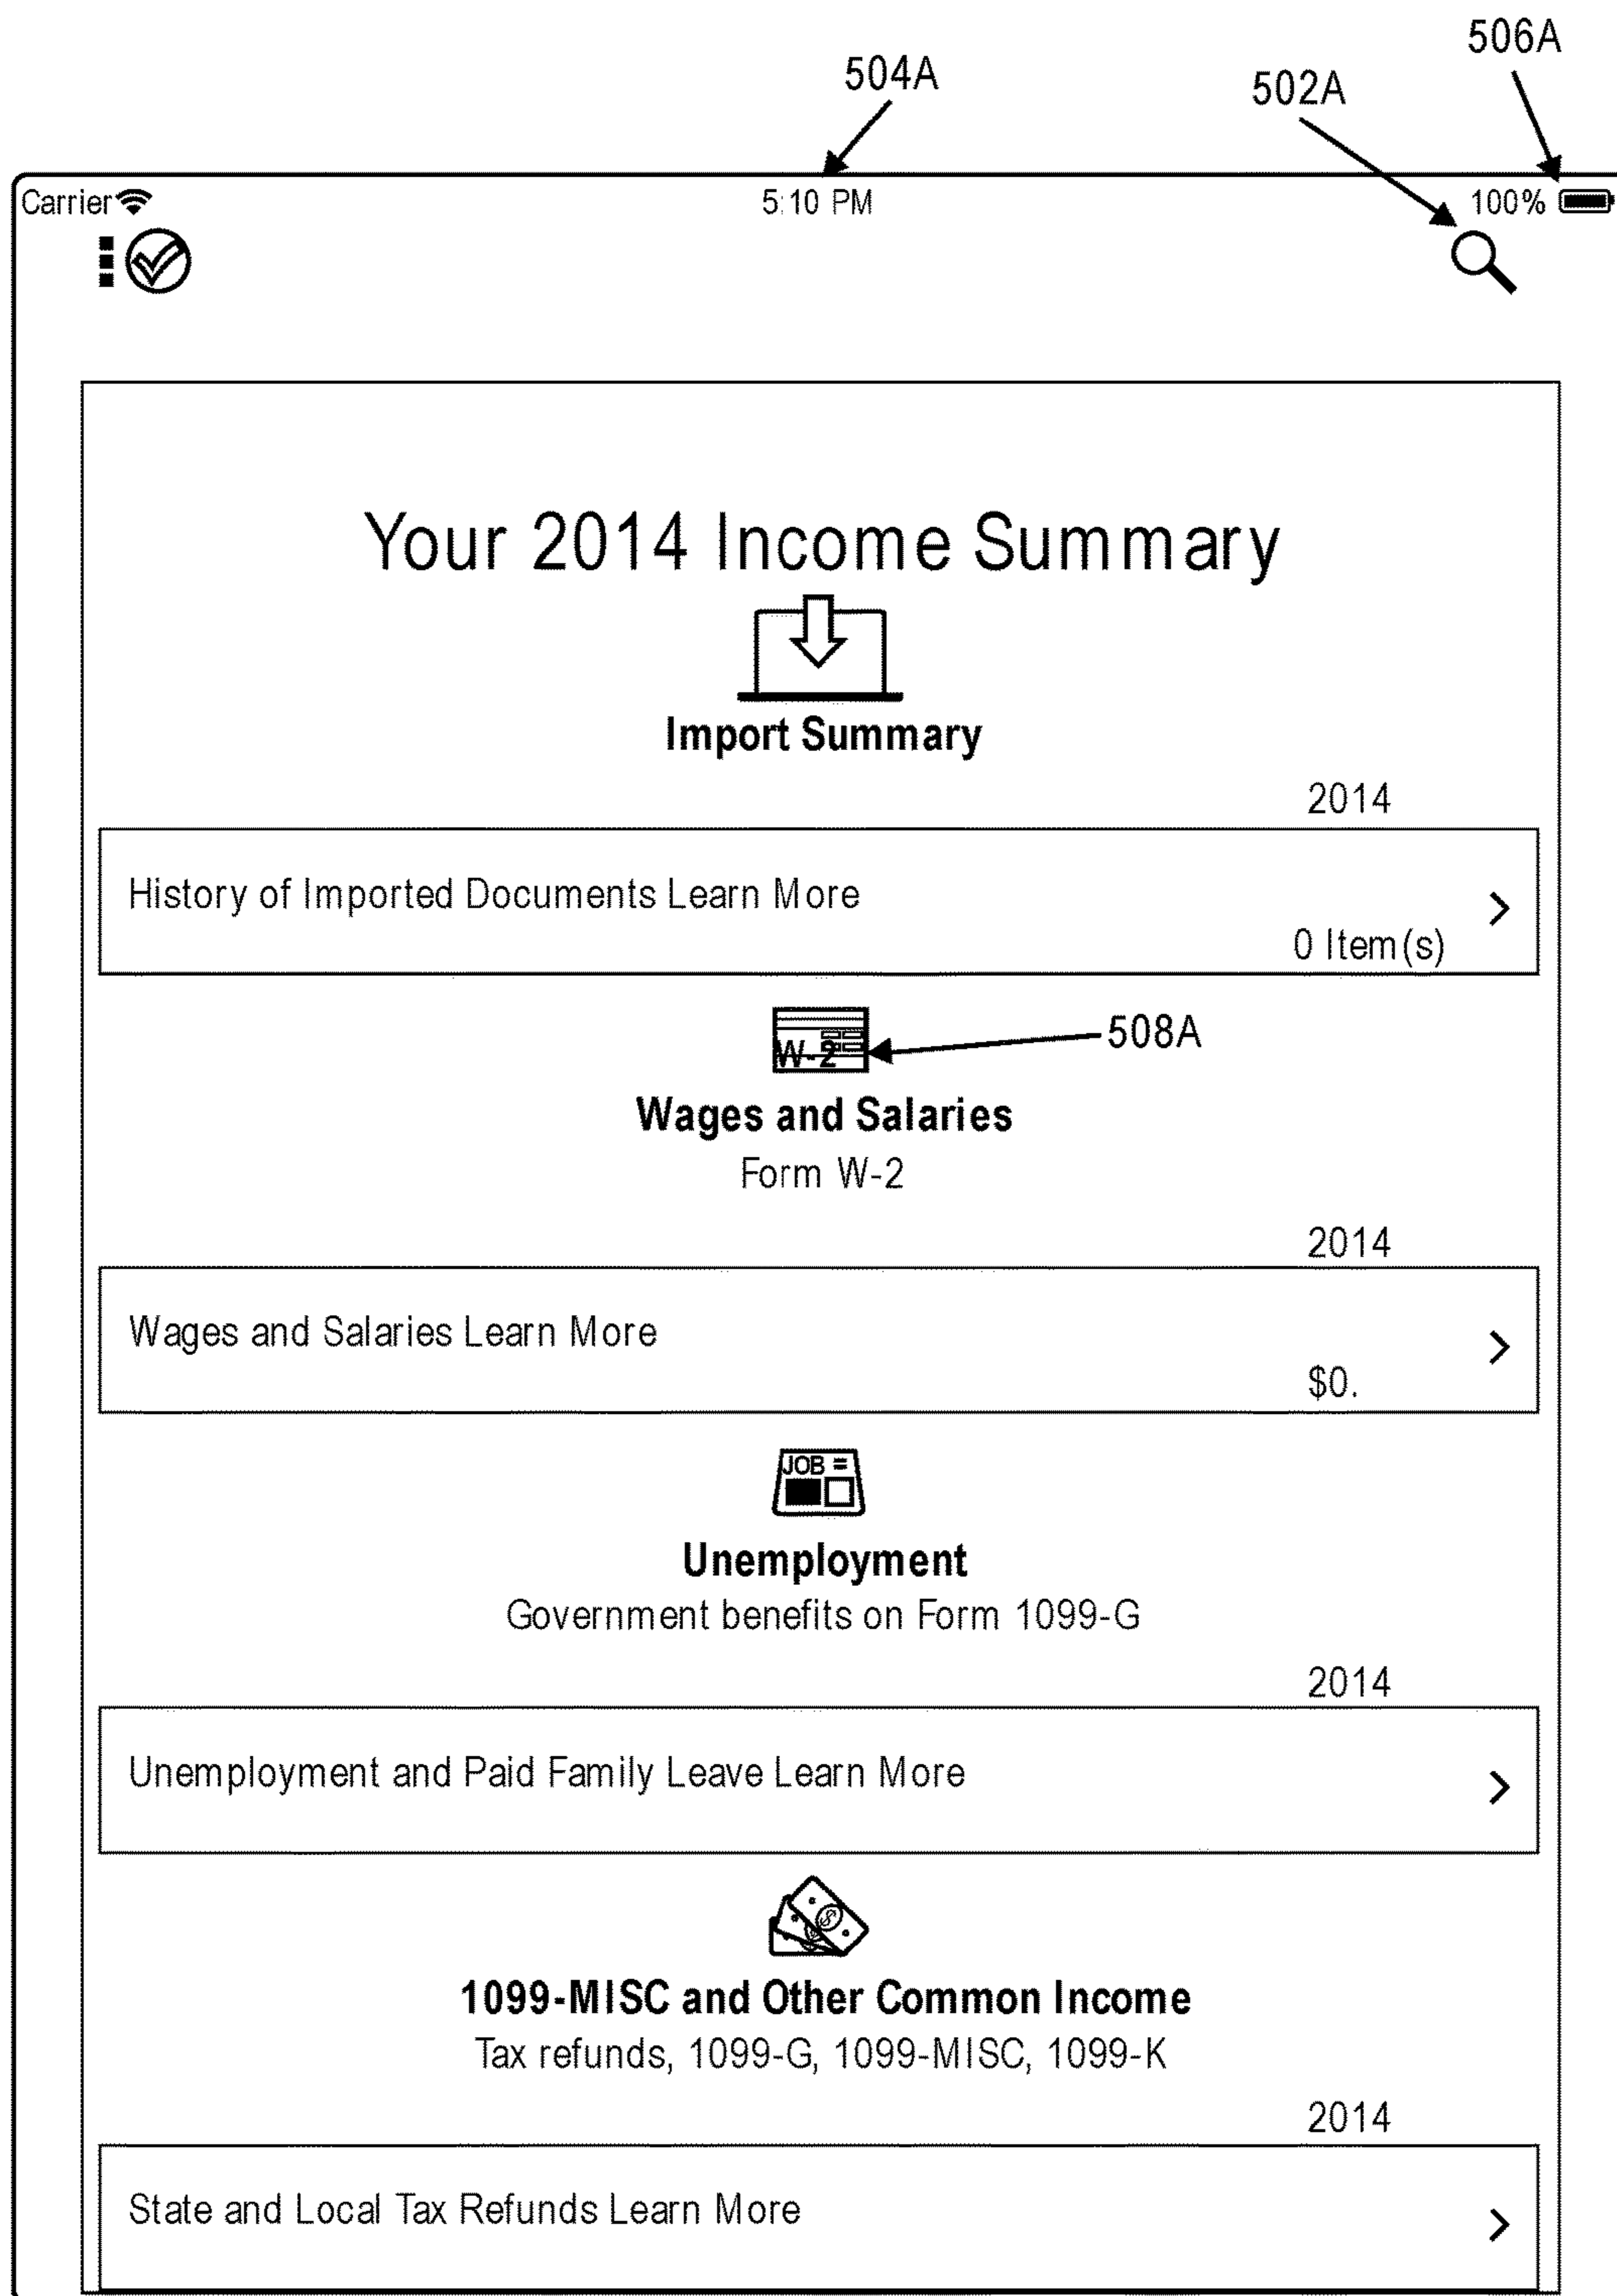 506A
504A
502A
Carrier 5:10 PM 100%
Your 2014 Income Summary
Import Summary
2014
History of Imported Documents Learn More
0 Item(s)
W-2
508A
Wages and Salaries
Form W-2
2014
Wages and Salaries Learn More
$0.
JOB =
Unemployment
Government benefits on Form 1099-G
2014
Unemployment and Paid Family Leave Learn More
1099-MISC and Other Common Income
Tax refunds, 1099-G, 1099-MISC, 1099-K
2014
State and Local Tax Refunds Learn More